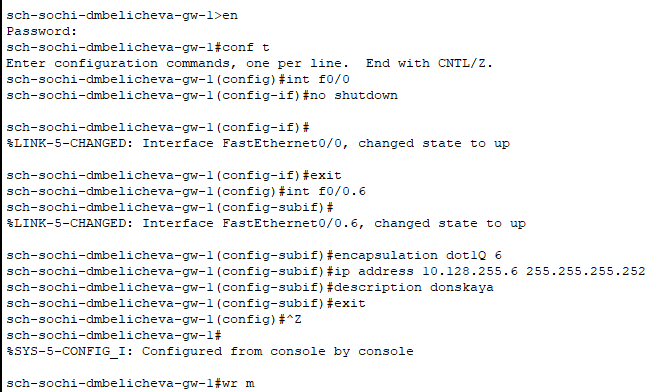 sch-sochi-dmbelicheva-gw-1>en
Password:
sch-sochi-dmbelicheva-gw-1#conf t
Enter configuration commands, one per line.  End with CNTL/Z.
sch-sochi-dmbelicheva-gw-1(config)#int f0/0
sch-sochi-dmbelicheva-gw-1(config-if)#no shutdown

sch-sochi-dmbelicheva-gw-1(config-if)#
%LINK-5-CHANGED: Interface FastEthernet0/0, changed state to up

sch-sochi-dmbelicheva-gw-1(config-if)#exit
sch-sochi-dmbelicheva-gw-1(config)#int f0/0.6
sch-sochi-dmbelicheva-gw-1(config-subif)#
%LINK-5-CHANGED: Interface FastEthernet0/0.6, changed state to up

sch-sochi-dmbelicheva-gw-1(config-subif)#encapsulation dot1Q 6
sch-sochi-dmbelicheva-gw-1(config-subif)#ip address 10.128.255.6 255.255.255.252
sch-sochi-dmbelicheva-gw-1(config-subif)#description donskaya
sch-sochi-dmbelicheva-gw-1(config-subif)#exit
sch-sochi-dmbelicheva-gw-1(config)#^Z
sch-sochi-dmbelicheva-gw-1#
%SYS-5-CONFIG_I: Configured from console by console

sch-sochi-dmbelicheva-gw-1#wr m